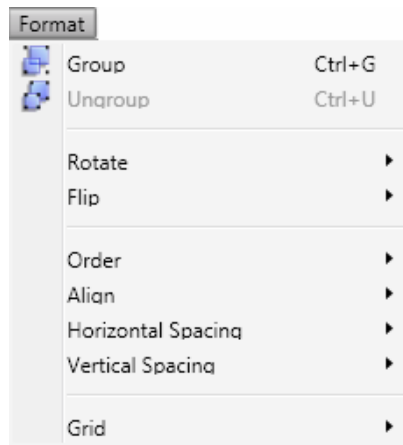 Format
Group Ctrl+G
Ungroup Ctrl+U
Rotate
Flip
Order
Align
Horizontal Spacing
Vertical Spacing
Grid